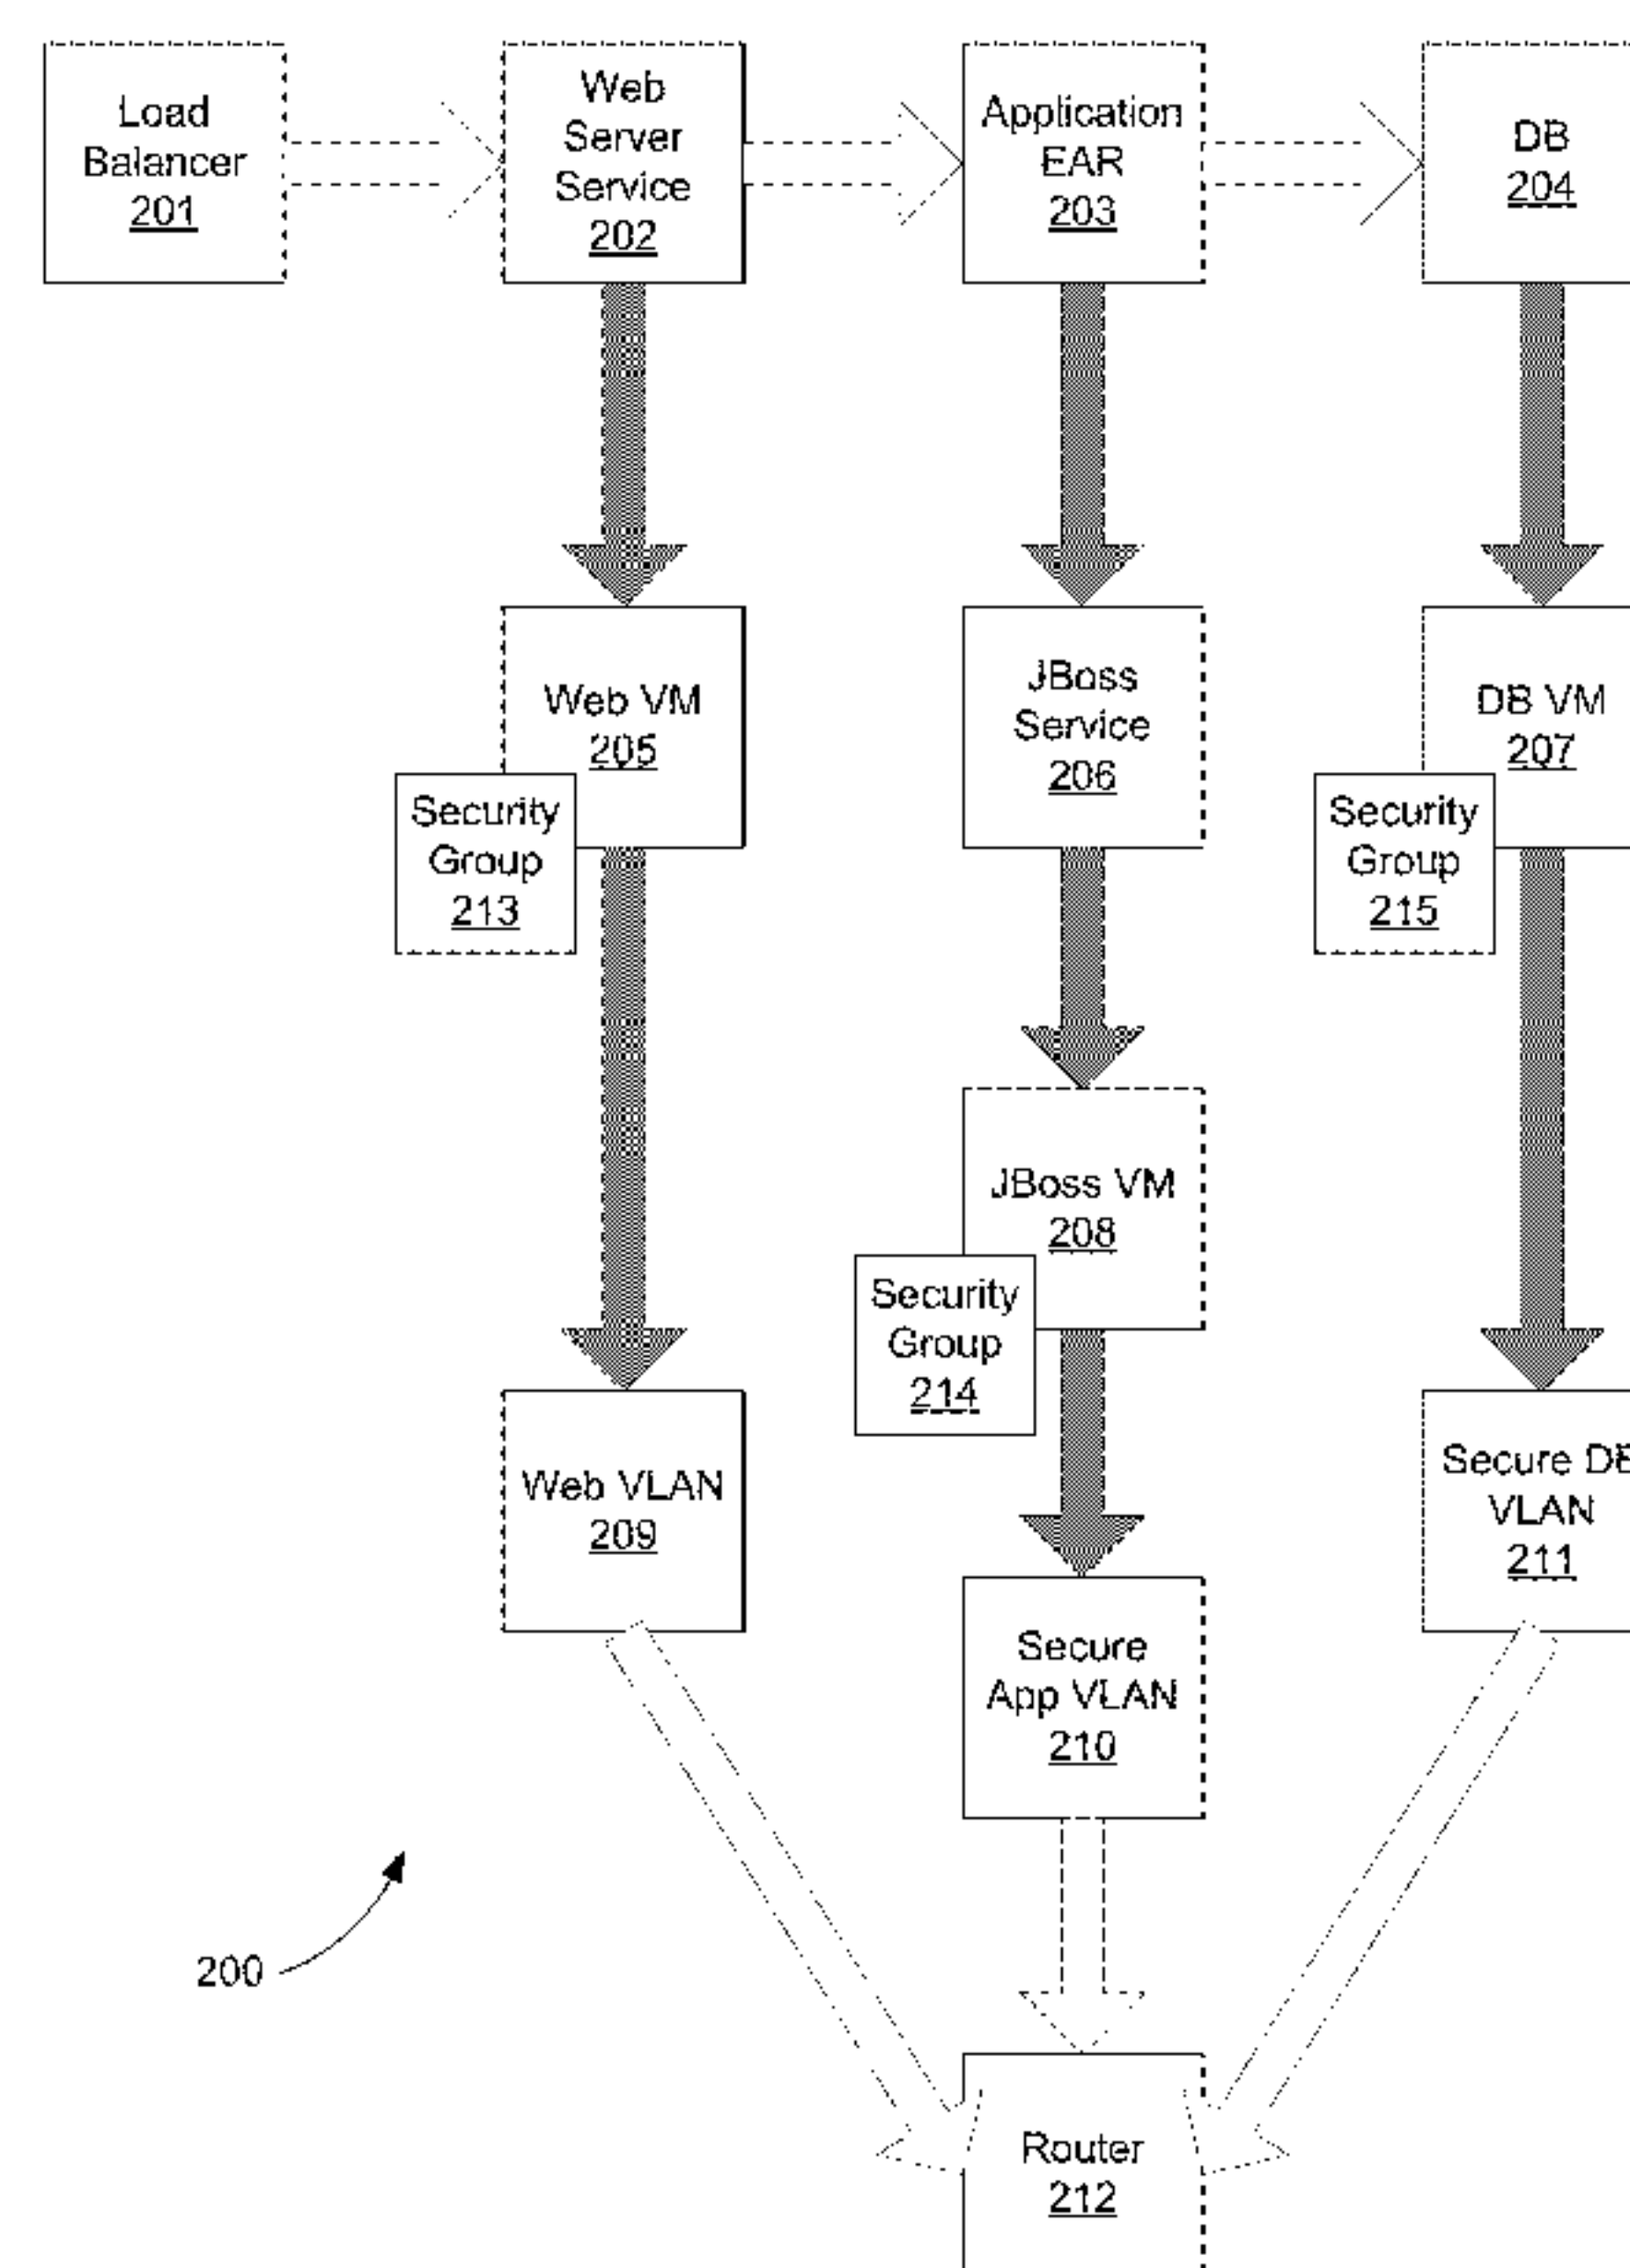 Load
Balancer
201
Web
Server
Service
202
Application
EAR
203
DB
204
Web VM
205
Security
Group
213
JBoss
Service
206
DB VM
207
Security
Group
215
JBoss VM
208
Security
Group
214
Web VLAN
209
Secure
App VLAN
210
Secure DB
VLAN
211
200
Router
212